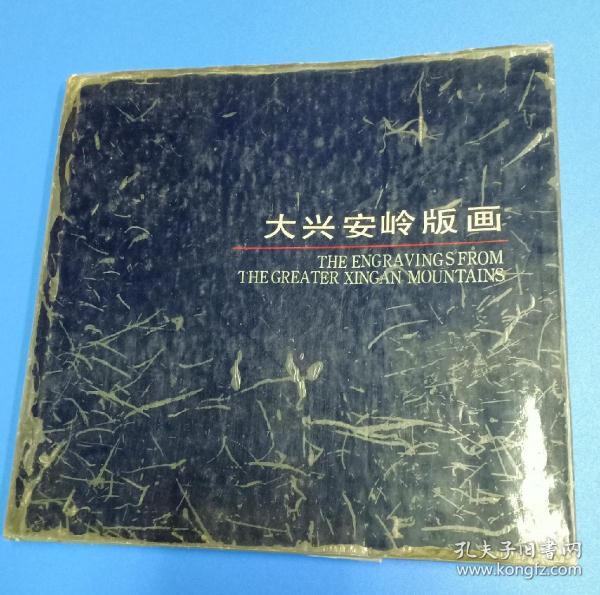 大兴安岭版画
THE ENGRAVINGS FROM
THE GREATER XINGAN MOUNTAINS
孔夫子旧书网
www.kongfz.com